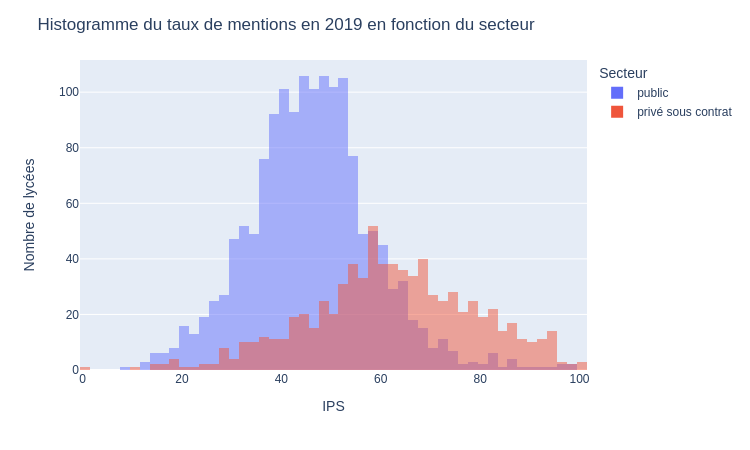 Histogramme du taux de mentions en 2019 en fonction du secteur
Secteur
public
privé sous contrat
Nombre de lycées
100
80
60
40
20
0
0 20 40 60 80 100
IPS